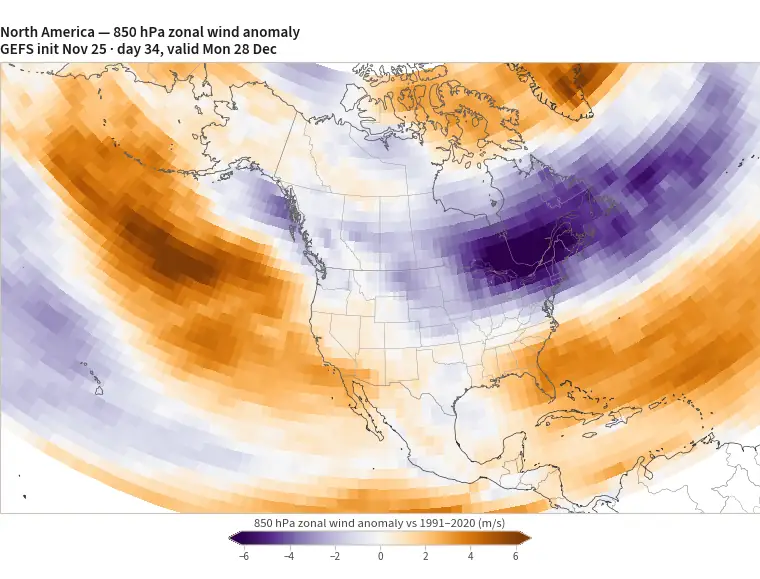 North America — 850 hPa zonal wind anomaly
GEFS init Nov 25 · day 34, valid Mon 28 Dec
850 hPa zonal wind anomaly vs 1991–2020 (m/s)
−6 −4 −2 0 2 4 6